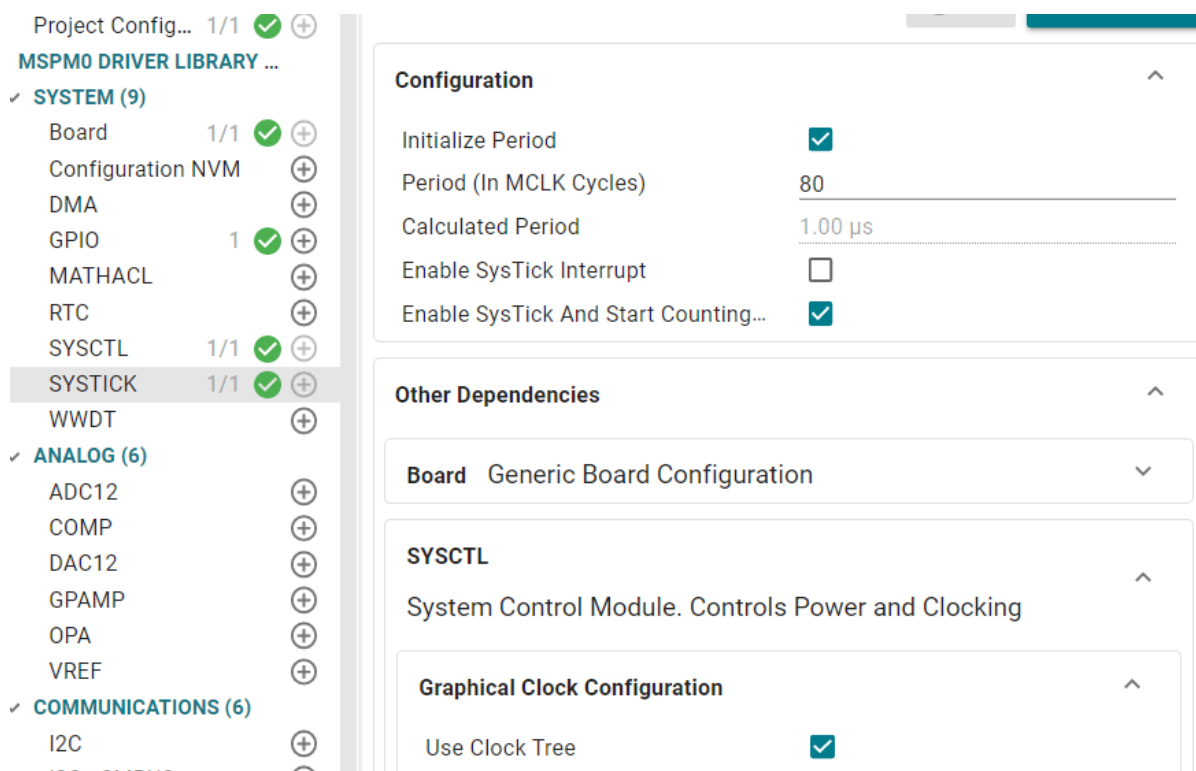 Project Config... 1/1
MSPM0 DRIVER LIBRARY ...
SYSTEM (9)
Board 1/1
Configuration NVM
DMA
GPIO 1
MATHACL
RTC
SYSCTL 1/1
SYSTICK 1/1
WWDT
ANALOG (6)
ADC12
COMP
DAC12
GPAMP
OPA
VREF
COMMUNICATIONS (6)
I2C
Configuration
Initialize Period
Period (In MCLK Cycles) 80
Calculated Period 1.00 µs
Enable SysTick Interrupt
Enable SysTick And Start Counting...
Other Dependencies
Board Generic Board Configuration
SYSCTL
System Control Module. Controls Power and Clocking
Graphical Clock Configuration
Use Clock Tree